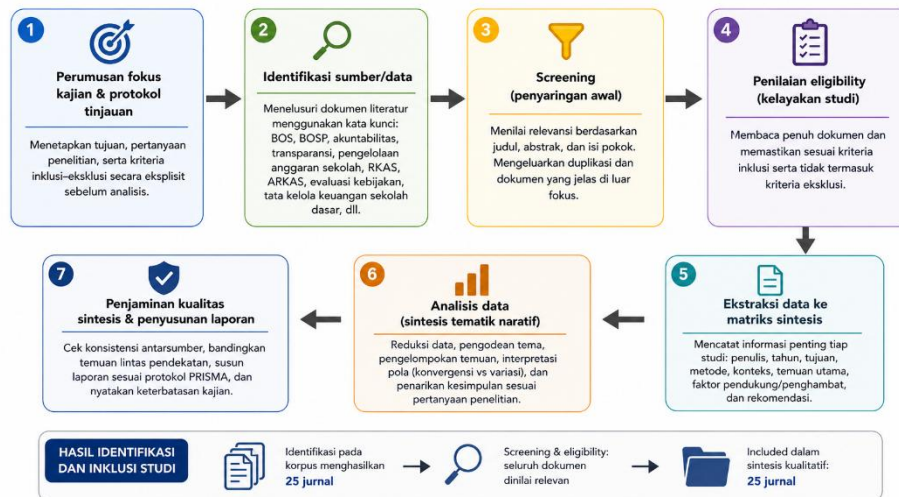 1
Perumusan fokus
kajian & protokol
tinjauan
Menetapkan tujuan, pertanyaan
penelitian, serta kriteria
inklusi–eksklusi secara eksplisit
sebelum analisis.
2
Identifikasi sumber/data
Menelusuri dokumen literatur
menggunakan kata kunci:
BOS, BOSP, akuntabilitas,
transparansi, pengelolaan
anggaran sekolah, RKAS,
ARKAS, evaluasi kebijakan,
tata kelola keuangan sekolah
dasar, dll.
3
Screening
(penyaringan awal)
Menilai relevansi berdasarkan
judul, abstrak, dan isi pokok.
Mengeluarkan duplikasi dan
dokumen yang jelas di luar
fokus.
4
Penilaian eligibility
(kelayakan studi)
Membaca penuh dokumen dan
memastikan sesuai kriteria
inklusi serta tidak termasuk
kriteria eksklusi.
5
Ekstraksi data ke
matriks sintesis
Mencatat informasi penting tiap
studi: penulis, tahun, tujuan,
metode, konteks, temuan utama,
faktor pendukung/penghambat,
dan rekomendasi.
6
Analisis data
(sintesis tematik naratif)
Reduksi data, pengodean tema,
pengelompokan temuan, interpretasi
pola (konvergensi vs variasi), dan
penarikan kesimpulan sesuai
pertanyaan penelitian.
7
Penjaminan kualitas
sintesis & penyusunan laporan
Cek konsistensi antarsumber, bandingkan
temuan lintas pendekatan, susun
laporan sesuai protokol PRISMA, dan
nyatakan keterbatasan kajian.
HASIL IDENTIFIKASI
DAN INKLUSI STUDI
Identifikasi pada
korpus menghasilkan
25 jurnal
Screening & eligibility:
seluruh dokumen
dinilai relevan
Included dalam
sintesis kualitatif:
25 jurnal